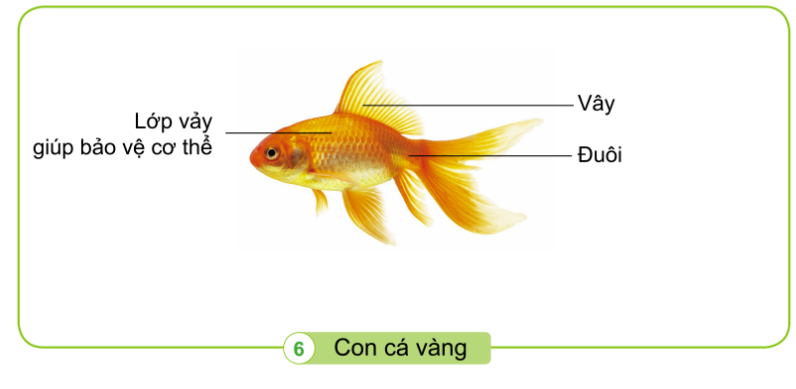 Lớp vảy
giúp bảo vệ cơ thể
Vây
Đuôi
6 Con cá vàng